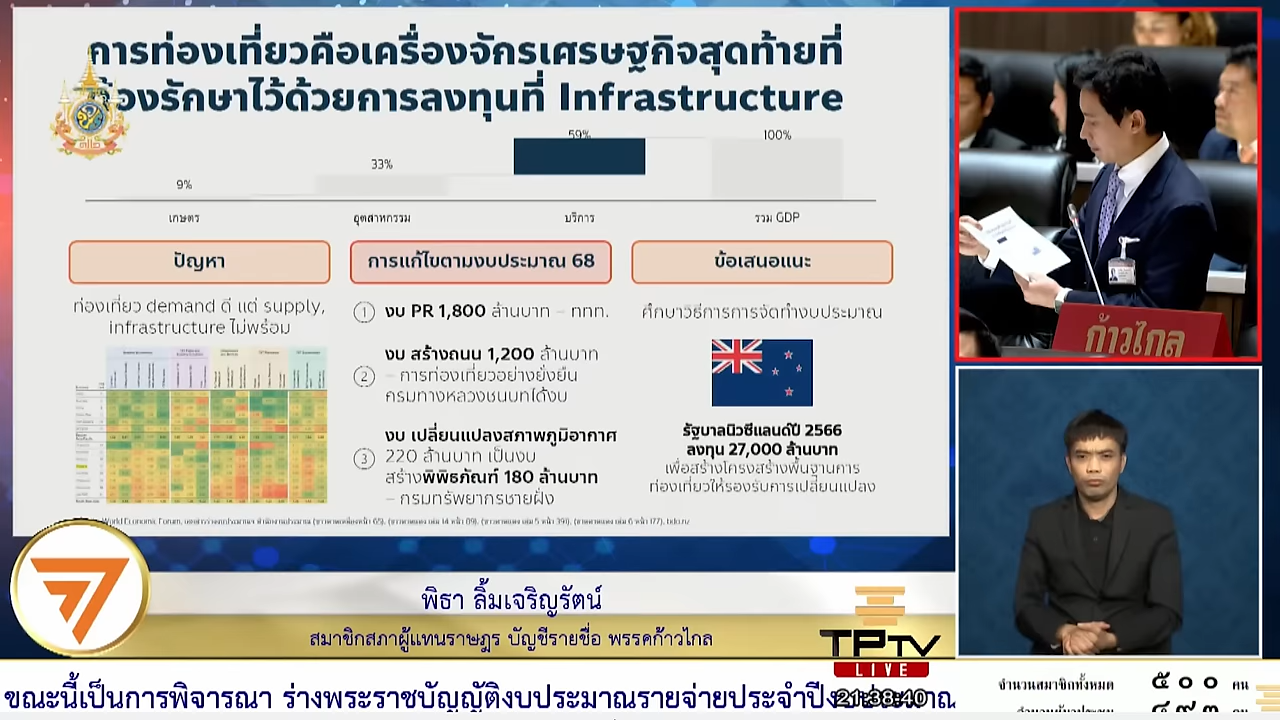 การท่องเที่ยวคือเครื่องจักรเศรษฐกิจสุดท้ายที่
ต้องรักษาไว้ด้วยการลงทุนที่ Infrastructure
9%
33%
59%
100%
เกษตร
อุตสาหกรรม
บริการ
รวม GDP
ปัญหา
ท่องเที่ยว demand ดี แต่ supply,
infrastructure ไม่พร้อม
การแก้ไขตามงบประมาณ 68
1 งบ PR 1,800 ล้านบาท – ททท.
2 งบ สร้างถนน 1,200 ล้านบาท
– การท่องเที่ยวอย่างยั่งยืน
กรมทางหลวงชนบทได้งบ
3 งบ เปลี่ยนแปลงสภาพภูมิอากาศ
220 ล้านบาท เป็นงบ
สร้างพิพิธภัณฑ์ 180 ล้านบาท
– กรมทรัพยากรชายฝั่ง
ข้อเสนอแนะ
ศึกษาวิธีการการจัดทำงบประมาณ
รัฐบาลนิวซีแลนด์ปี 2566
ลงทุน 27,000 ล้านบาท
เพื่อสร้างโครงสร้างพื้นฐานการ
ท่องเที่ยวให้รองรับการเปลี่ยนแปลง
World Economic Forum,
ก้าวไกล
พิธา ลิ้มเจริญรัตน์
สมาชิกสภาผู้แทนราษฎร บัญชีรายชื่อ พรรคก้าวไกล
TPTV
LIVE
21:38:40
ขณะนี้เป็นการพิจารณา ร่างพระราชบัญญัติงบประมาณรายจ่ายประจำปีงบประมาณ
จำนวนสมาชิกทั้งหมด ๕๐๐ คน
๔๙๓ คน